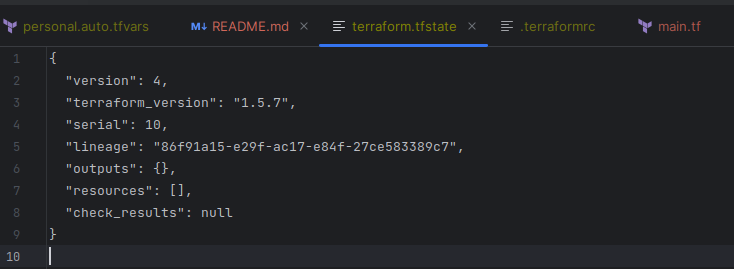 personal.auto.tfvars README.md terraform.tfstate .terraformrc main.tf
1 {
2 "version": 4,
3 "terraform_version": "1.5.7",
4 "serial": 10,
5 "lineage": "86f91a15-e29f-ac17-e84f-27ce583389c7",
6 "outputs": {},
7 "resources": [],
8 "check_results": null
9 }
10